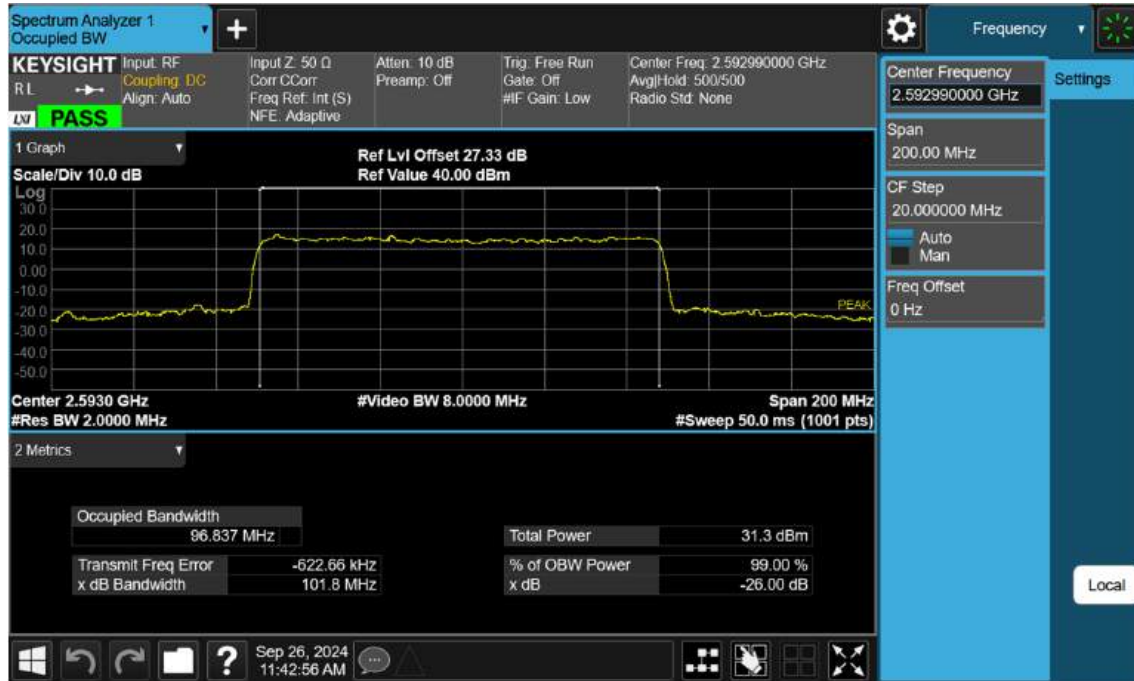 Spectrum Analyzer 1
Occupied BW
+
Frequency
KEYSIGHT
R L
LXI PASS
Input: RF
Coupling: DC
Align: Auto
Input Z: 50 Ω
Corr CCorr
Freq Ref: Int (S)
NFE: Adaptive
Atten: 10 dB
Preamp: Off
Trig: Free Run
Gate: Off
#IF Gain: Low
Center Freq: 2.592990000 GHz
Avg|Hold: 500/500
Radio Std: None
1 Graph
Ref Lvl Offset 27.33 dB
Scale/Div 10.0 dB
Ref Value 40.00 dBm
Log
30.0
20.0
10.0
0.00
-10.0
-20.0
-30.0
-40.0
-50.0
PEAK
Center 2.5930 GHz
#Video BW 8.0000 MHz
Span 200 MHz
#Res BW 2.0000 MHz
#Sweep 50.0 ms (1001 pts)
2 Metrics
Occupied Bandwidth
96.837 MHz
Total Power 31.3 dBm
Transmit Freq Error -622.66 kHz
% of OBW Power 99.00 %
x dB Bandwidth 101.8 MHz
x dB -26.00 dB
Center Frequency
2.592990000 GHz
Settings
Span
200.00 MHz
CF Step
20.000000 MHz
Auto
Man
Freq Offset
0 Hz
Local
?
Sep 26, 2024
11:42:56 AM